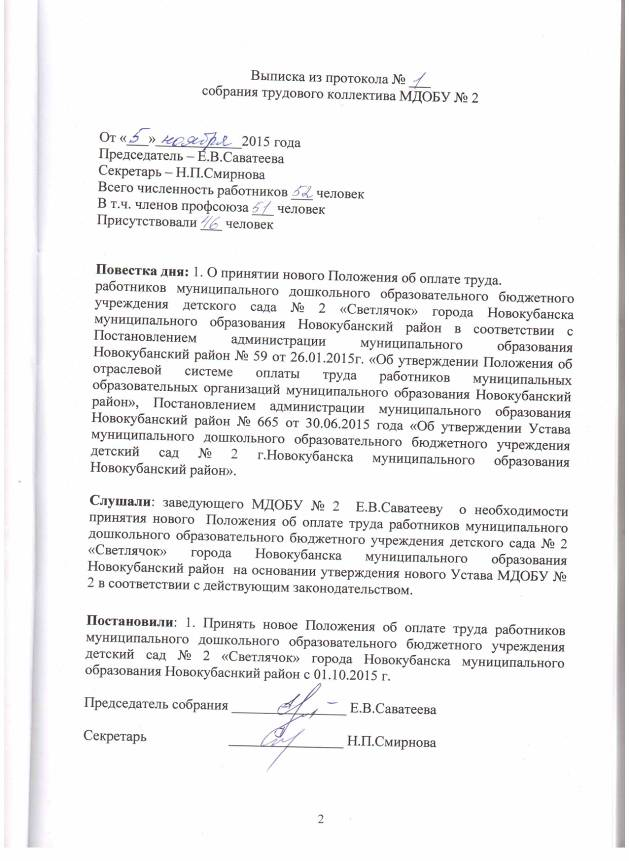 Выписка из протокола № 1
собрания трудового коллектива МДОБУ № 2
От «5» ноября 2015 года
Председатель – Е.В.Саватеева
Секретарь – Н.П.Смирнова
Всего численность работников 52 человек
В т.ч. членов профсоюза 51 человек
Присутствовали 46 человек
Повестка дня: 1. О принятии нового Положения об оплате труда.
работников муниципального дошкольного образовательного бюджетного
учреждения детского сада № 2 «Светлячок» города Новокубанска
муниципального образования Новокубанский район в соответствии с
Постановлением администрации муниципального образования
Новокубанский район № 59 от 26.01.2015г. «Об утверждении Положения об
отраслевой системе оплаты труда работников муниципальных
образовательных организаций муниципального образования Новокубанский
район», Постановлением администрации муниципального образования
Новокубанский район № 665 от 30.06.2015 года «Об утверждении Устава
муниципального дошкольного образовательного бюджетного учреждения
детский сад № 2 г.Новокубанска муниципального образования
Новокубанский район».
Слушали: заведующего МДОБУ № 2 Е.В.Саватееву о необходимости
принятия нового Положения об оплате труда работников муниципального
дошкольного образовательного бюджетного учреждения детского сада № 2
«Светлячок» города Новокубанска муниципального образования
Новокубанский район на основании утверждения нового Устава МДОБУ №
2 в соответствии с действующим законодательством.
Постановили: 1. Принять новое Положения об оплате труда работников
муниципального дошкольного образовательного бюджетного учреждения
детский сад № 2 «Светлячок» города Новокубанска муниципального
образования Новокубаснкий район с 01.10.2015 г.
Председатель собрания Е.В.Саватеева
Секретарь Н.П.Смирнова
2